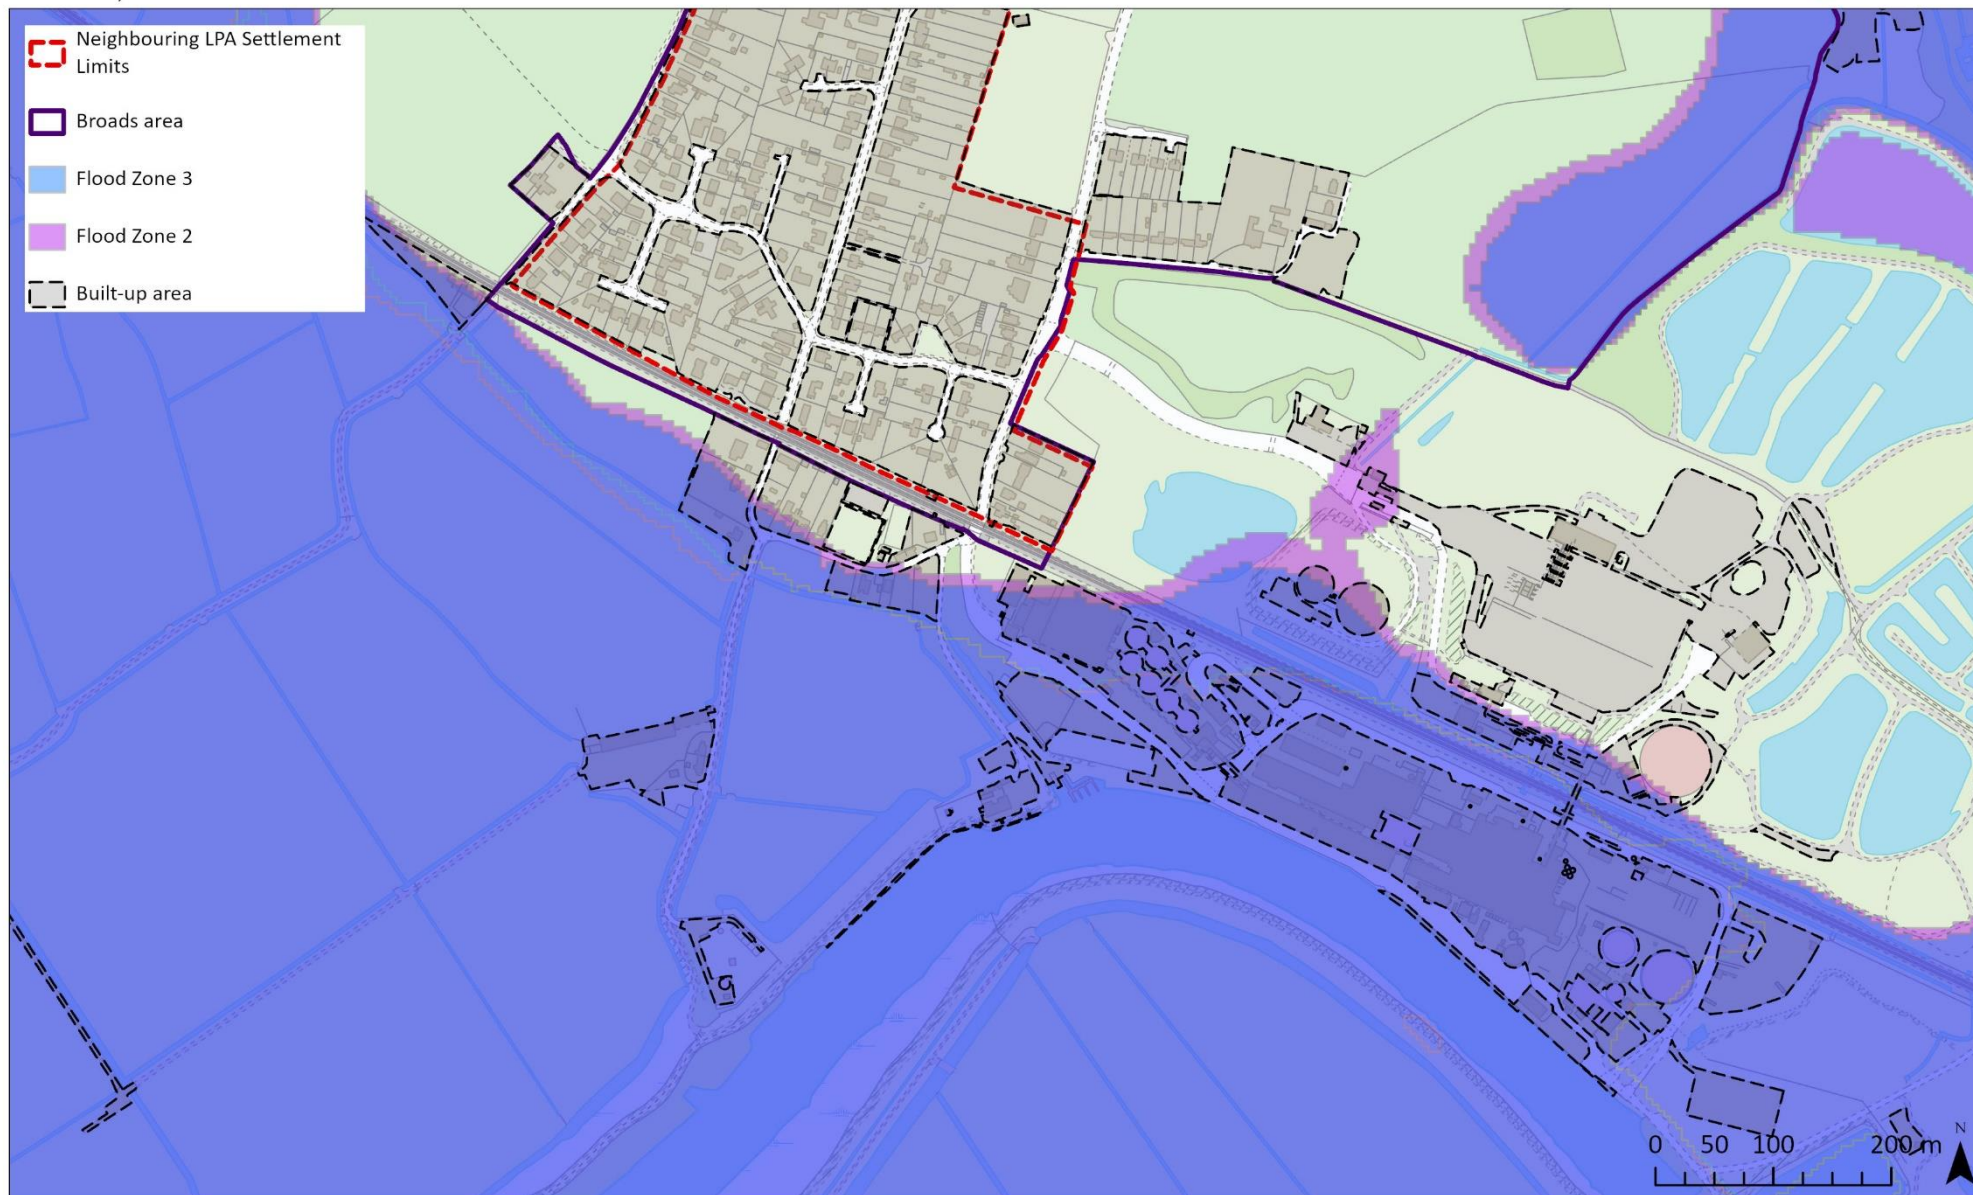 Neighbouring LPA Settlement
Limits
Broads area
Flood Zone 3
Flood Zone 2
Built-up area
0 50 100 200 m
N